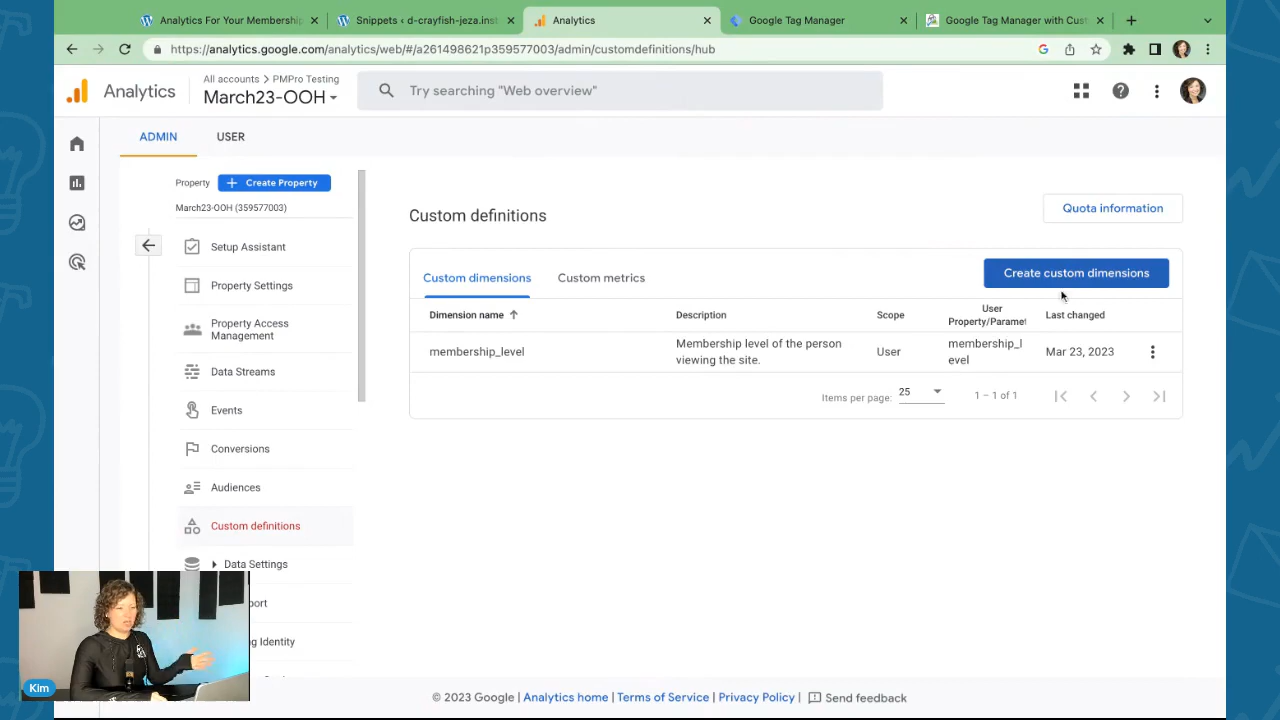 Analytics For Your Membership
Snippets ‹ d-crayfish-jeza.inst
Analytics
Google Tag Manager
Google Tag Manager with Cust
https://analytics.google.com/analytics/web/#/a261498621p359577003/admin/customdefinitions/hub
Analytics
All accounts > PMPro Testing
March23-OOH
Try searching "Web overview"
ADMIN
USER
Property
Create Property
March23-OOH (359577003)
Setup Assistant
Property Settings
Property Access
Management
Data Streams
Events
Conversions
Audiences
Custom definitions
Data Settings
port
ng Identity
Custom definitions
Quota information
Custom dimensions
Custom metrics
Create custom dimensions
Dimension name
Description
Scope
User
Property/Paramet
Last changed
membership_level
Membership level of the person
viewing the site.
User
membership_l
evel
Mar 23, 2023
Items per page:
25
1 – 1 of 1
Kim
© 2023 Google | Analytics home | Terms of Service | Privacy Policy | Send feedback